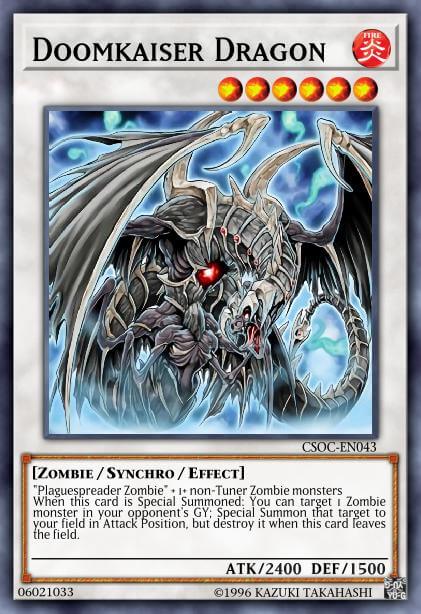 DOOMKAISER DRAGON
FIRE
炎
CSOC-EN043
[ZOMBIE / SYNCHRO / EFFECT]
"Plaguespreader Zombie" + 1+ non-Tuner Zombie monsters
When this card is Special Summoned: You can target 1 Zombie
monster in your opponent's GY; Special Summon that target to
your field in Attack Position, but destroy it when this card leaves
the field.
ATK/2400 DEF/1500
06021033
©1996 KAZUKI TAKAHASHI